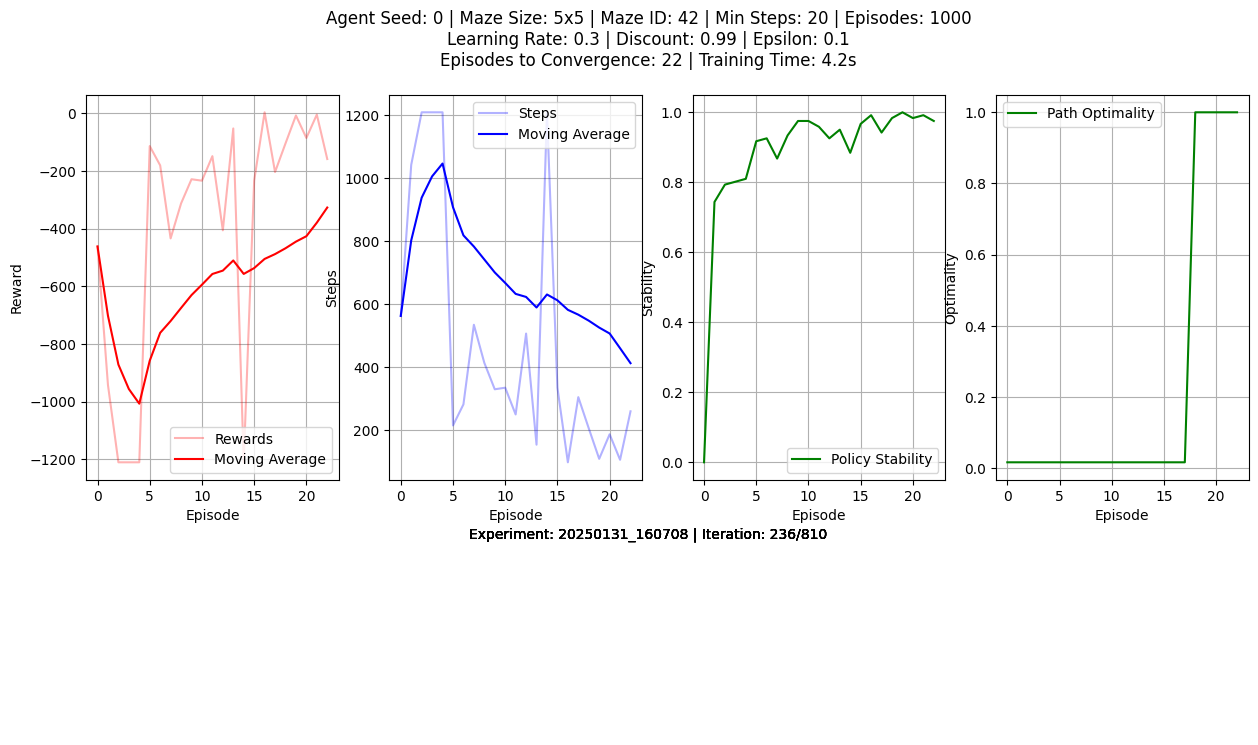 Agent Seed: 0 | Maze Size: 5x5 | Maze ID: 42 | Min Steps: 20 | Episodes: 1000
Learning Rate: 0.3 | Discount: 0.99 | Epsilon: 0.1
Episodes to Convergence: 22 | Training Time: 4.2s
Reward
0
−200
−400
−600
−800
−1000
−1200
Rewards
Moving Average
0 5 10 15 20
Episode
Steps
1200
1000
800
600
400
200
Steps
Moving Average
0 5 10 15 20
Episode
Stability
1.0
0.8
0.6
0.4
0.2
0.0
Policy Stability
0 5 10 15 20
Episode
Optimality
1.0
0.8
0.6
0.4
0.2
0.0
Path Optimality
0 5 10 15 20
Episode
Experiment: 20250131_160708 | Iteration: 236/810